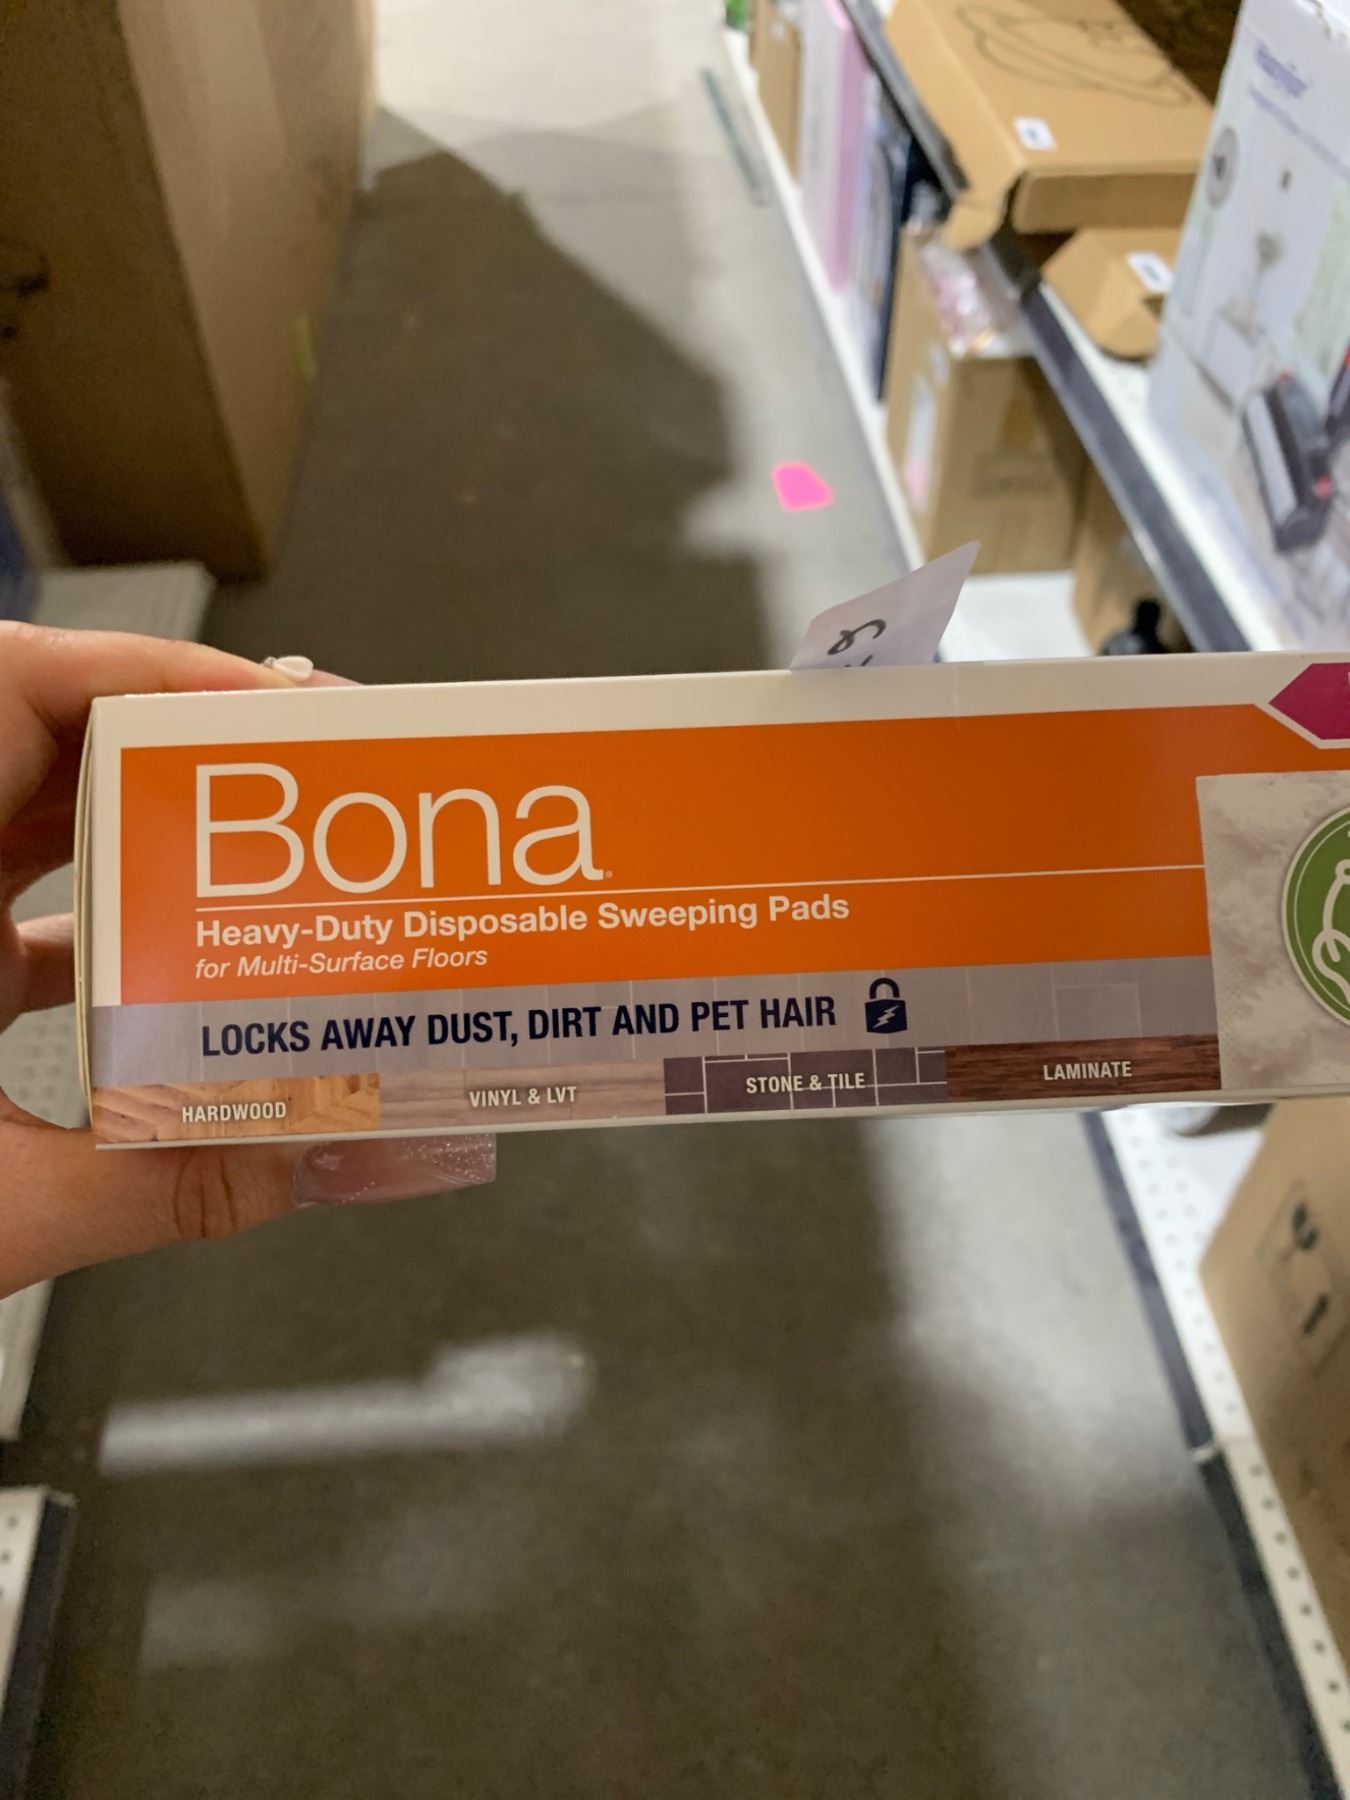 Bona
Heavy-Duty Disposable Sweeping Pads
for Multi-Surface Floors
LOCKS AWAY DUST, DIRT AND PET HAIR
HARDWOOD
VINYL & LVT
STONE & TILE
LAMINATE